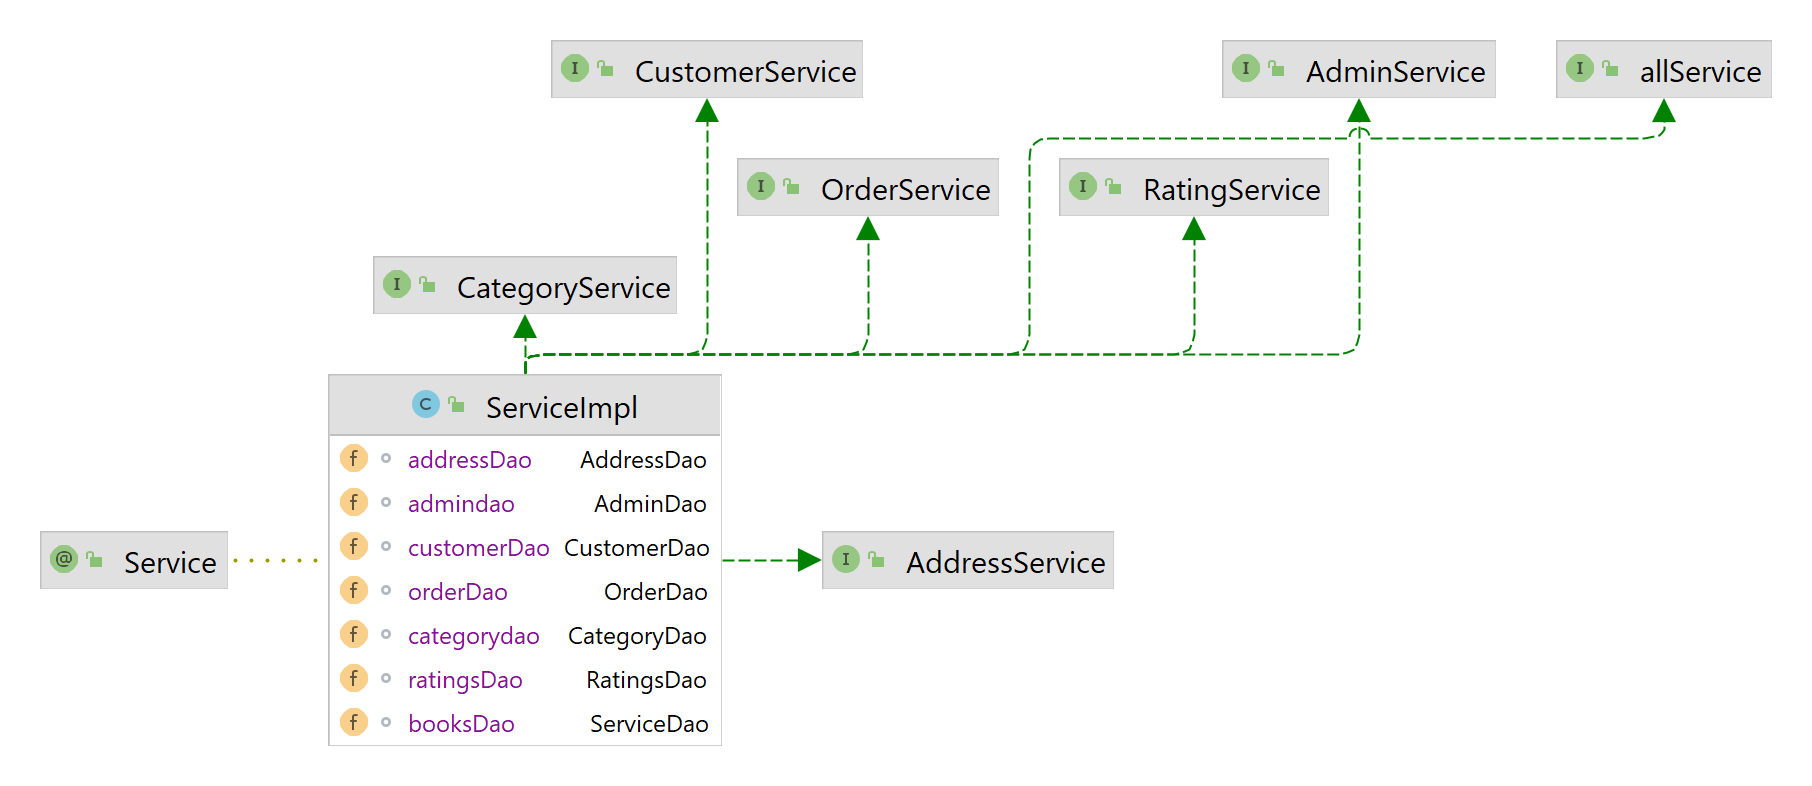 I CustomerService
I AdminService
I allService
I OrderService
I RatingService
I CategoryService
C ServiceImpl
f addressDao AddressDao
f admindao AdminDao
f customerDao CustomerDao
f orderDao OrderDao
f categorydao CategoryDao
f ratingsDao RatingsDao
f booksDao ServiceDao
@ Service
I AddressService